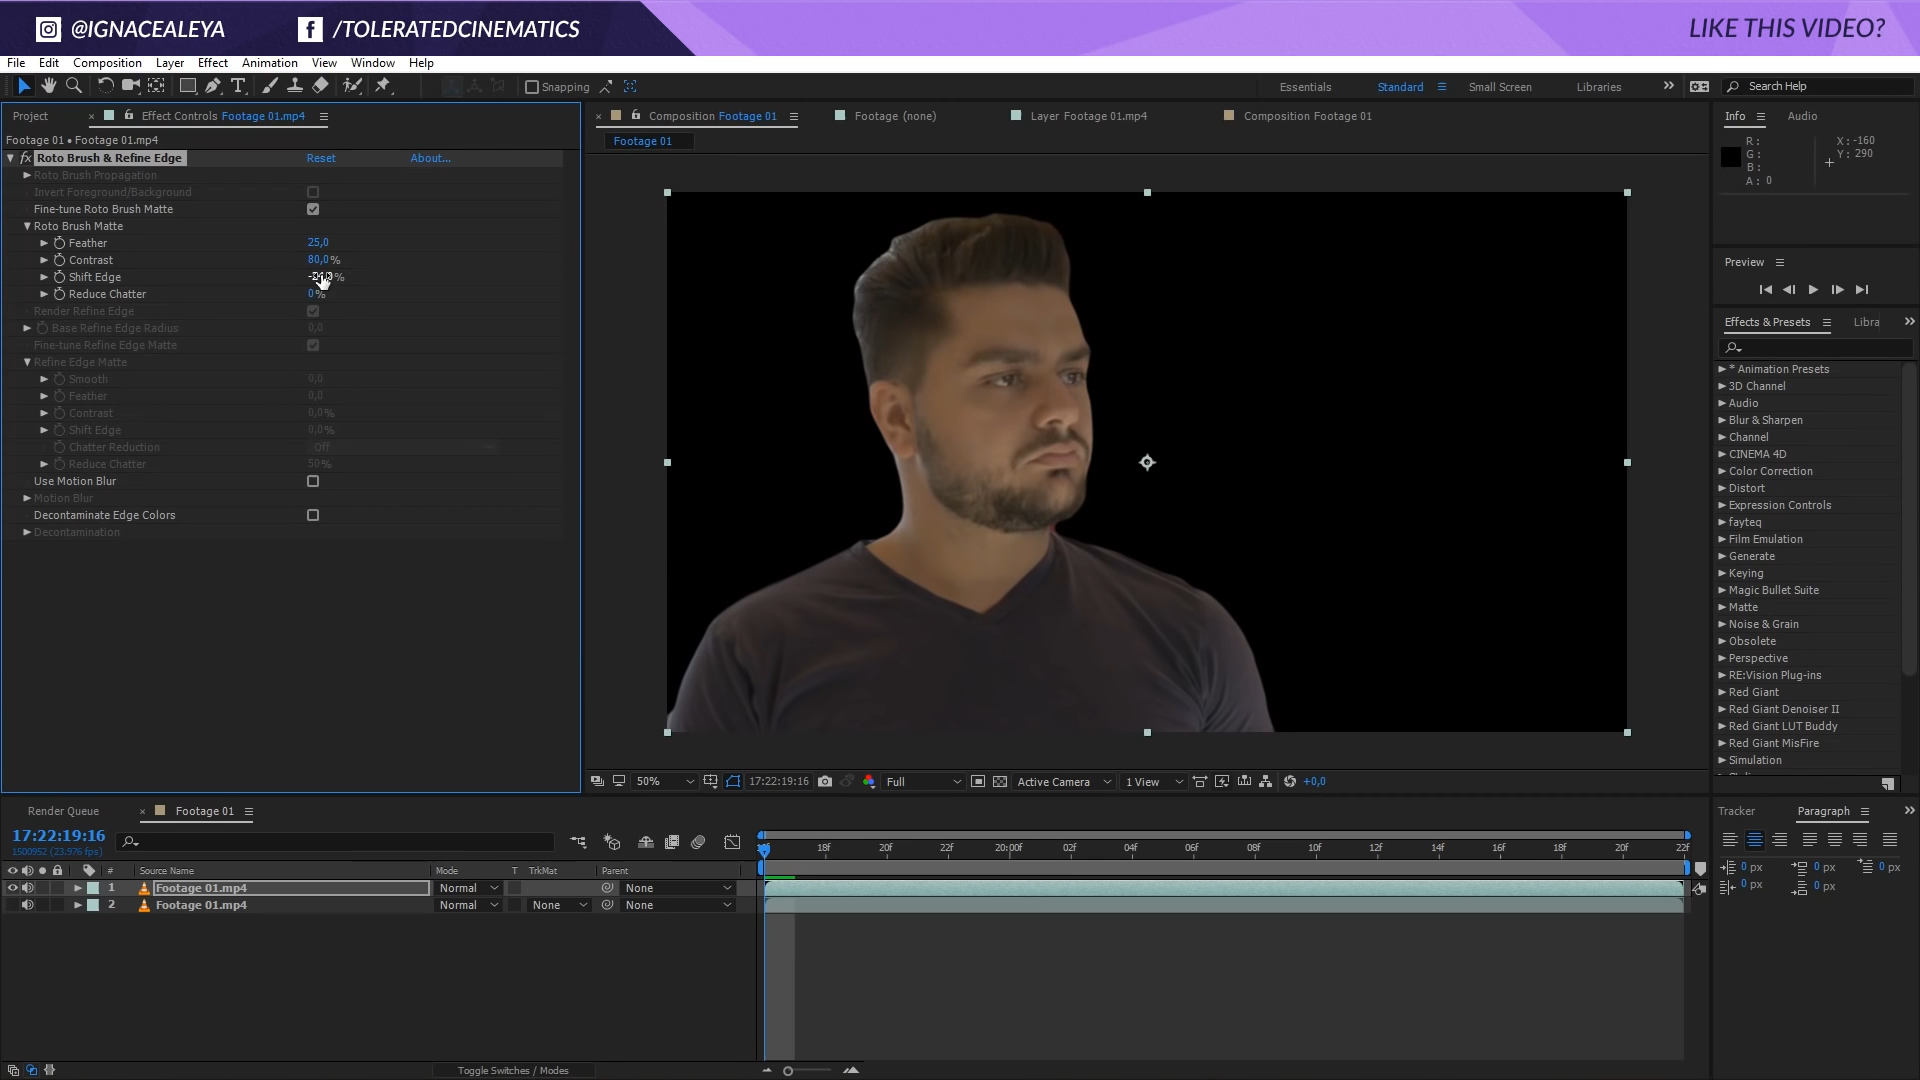 @IGNACEALEYA
/TOLERATEDCINEMATICS
LIKE THIS VIDEO?
File Edit Composition Layer Effect Animation View Window Help
Snapping
Essentials Standard Small Screen Libraries Search Help
Project Effect Controls Footage 01.mp4
Composition Footage 01 Footage (none) Layer Footage 01.mp4 Composition Footage 01
Footage 01 • Footage 01.mp4
Footage 01
fx Roto Brush & Refine Edge Reset About...
Roto Brush Propagation
Invert Foreground/Background
Fine-tune Roto Brush Matte
Roto Brush Matte
Feather 25,0
Contrast 80,0%
Shift Edge %
Reduce Chatter 0%
Render Refine Edge
Base Refine Edge Radius 0,0
Fine-tune Refine Edge Matte
Refine Edge Matte
Smooth 0,0
Feather 0,0
Contrast 0,0%
Shift Edge 0,0%
Chatter Reduction Off
Reduce Chatter 50%
Use Motion Blur
Motion Blur
Decontaminate Edge Colors
Decontamination
50% 17:22:19:16 Full Active Camera 1 View +0,0
Info Audio
R: X: -160
G: Y: 290
B:
A: 0
Preview
Effects & Presets Libra
* Animation Presets
3D Channel
Audio
Blur & Sharpen
Channel
CINEMA 4D
Color Correction
Distort
Expression Controls
fayteq
Film Emulation
Generate
Keying
Magic Bullet Suite
Matte
Noise & Grain
Obsolete
Perspective
RE:Vision Plug-ins
Red Giant
Red Giant Denoiser II
Red Giant LUT Buddy
Red Giant MisFire
Simulation
Render Queue Footage 01
17:22:19:16
1500952 (23.976 fps)
18f 20f 22f 20:00f 02f 04f 06f 08f 10f 12f 14f 16f 18f 20f 22f
# Source Name Mode T TrkMat Parent
1 Footage 01.mp4 Normal None
2 Footage 01.mp4 Normal None None
Toggle Switches / Modes
Tracker Paragraph
0 px 0 px 0 px
0 px 0 px